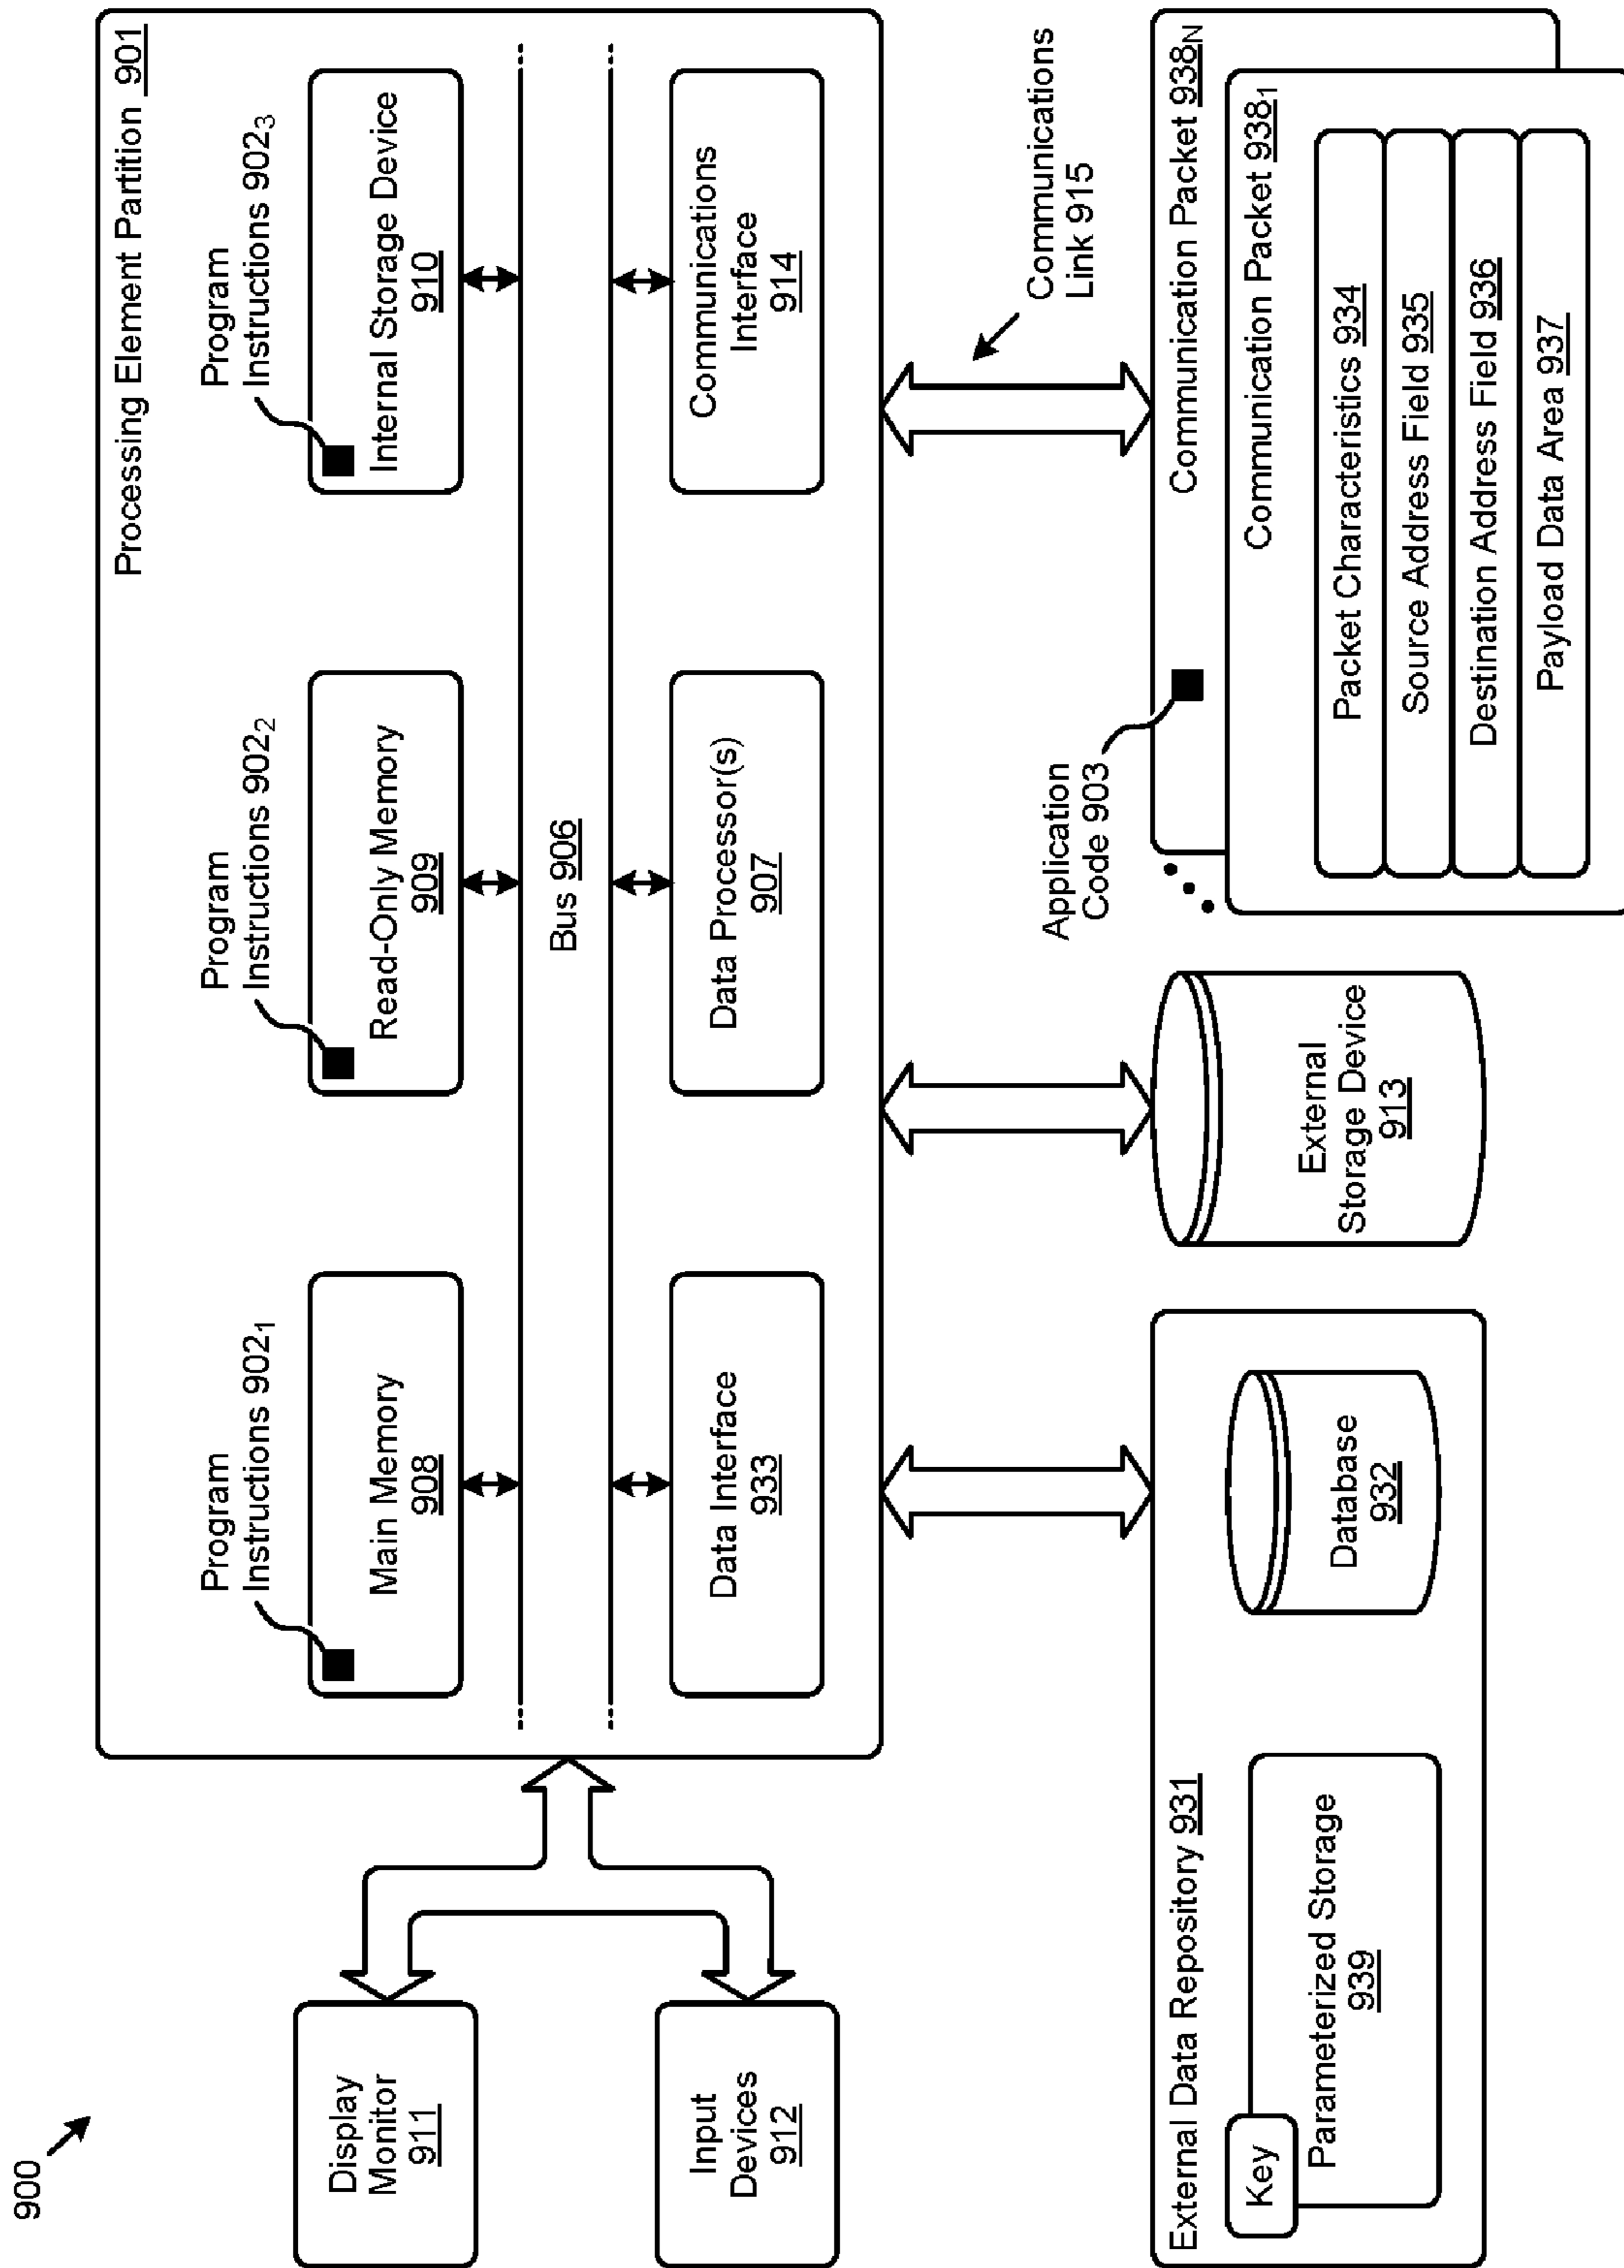 900
Processing Element Partition 901
Program
Instructions 902₁
Program
Instructions 902₂
Program
Instructions 902₃
Main Memory
908
Read-Only Memory
909
Internal Storage Device
910
Display
Monitor
911
Bus 906
Input
Devices
912
Data Interface
933
Data Processor(s)
907
Communications
Interface
914
Communications
Link 915
Application
Code 903
External Data Repository 931
Key
Parameterized Storage
939
Database
932
External
Storage Device
913
Communication Packet 938N
Communication Packet 938₁
Packet Characteristics 934
Source Address Field 935
Destination Address Field 936
Payload Data Area 937